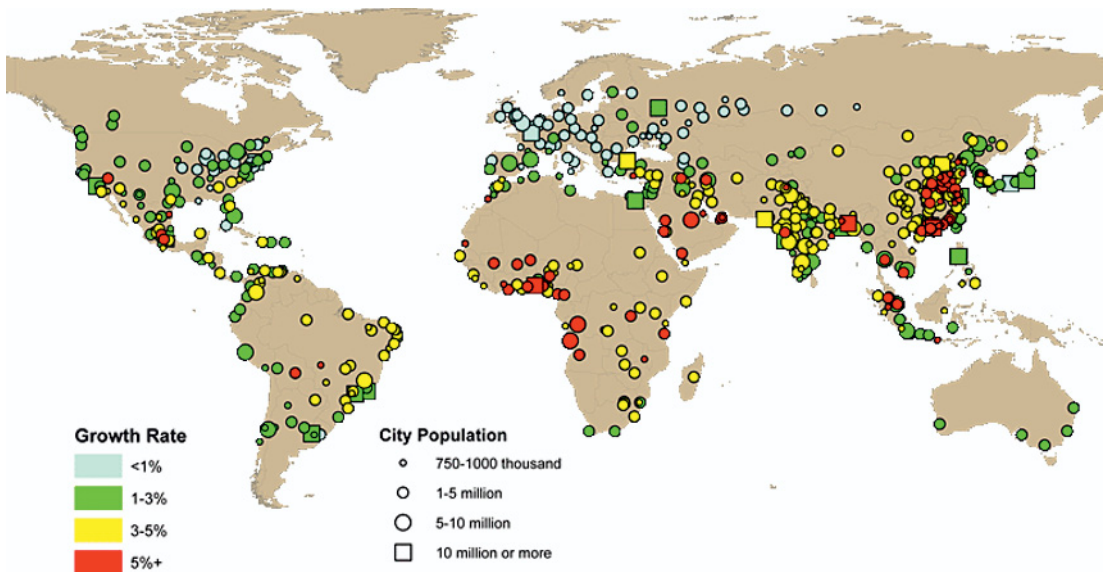 Growth Rate
<1%
1-3%
3-5%
5%+
City Population
750-1000 thousand
1-5 million
5-10 million
10 million or more